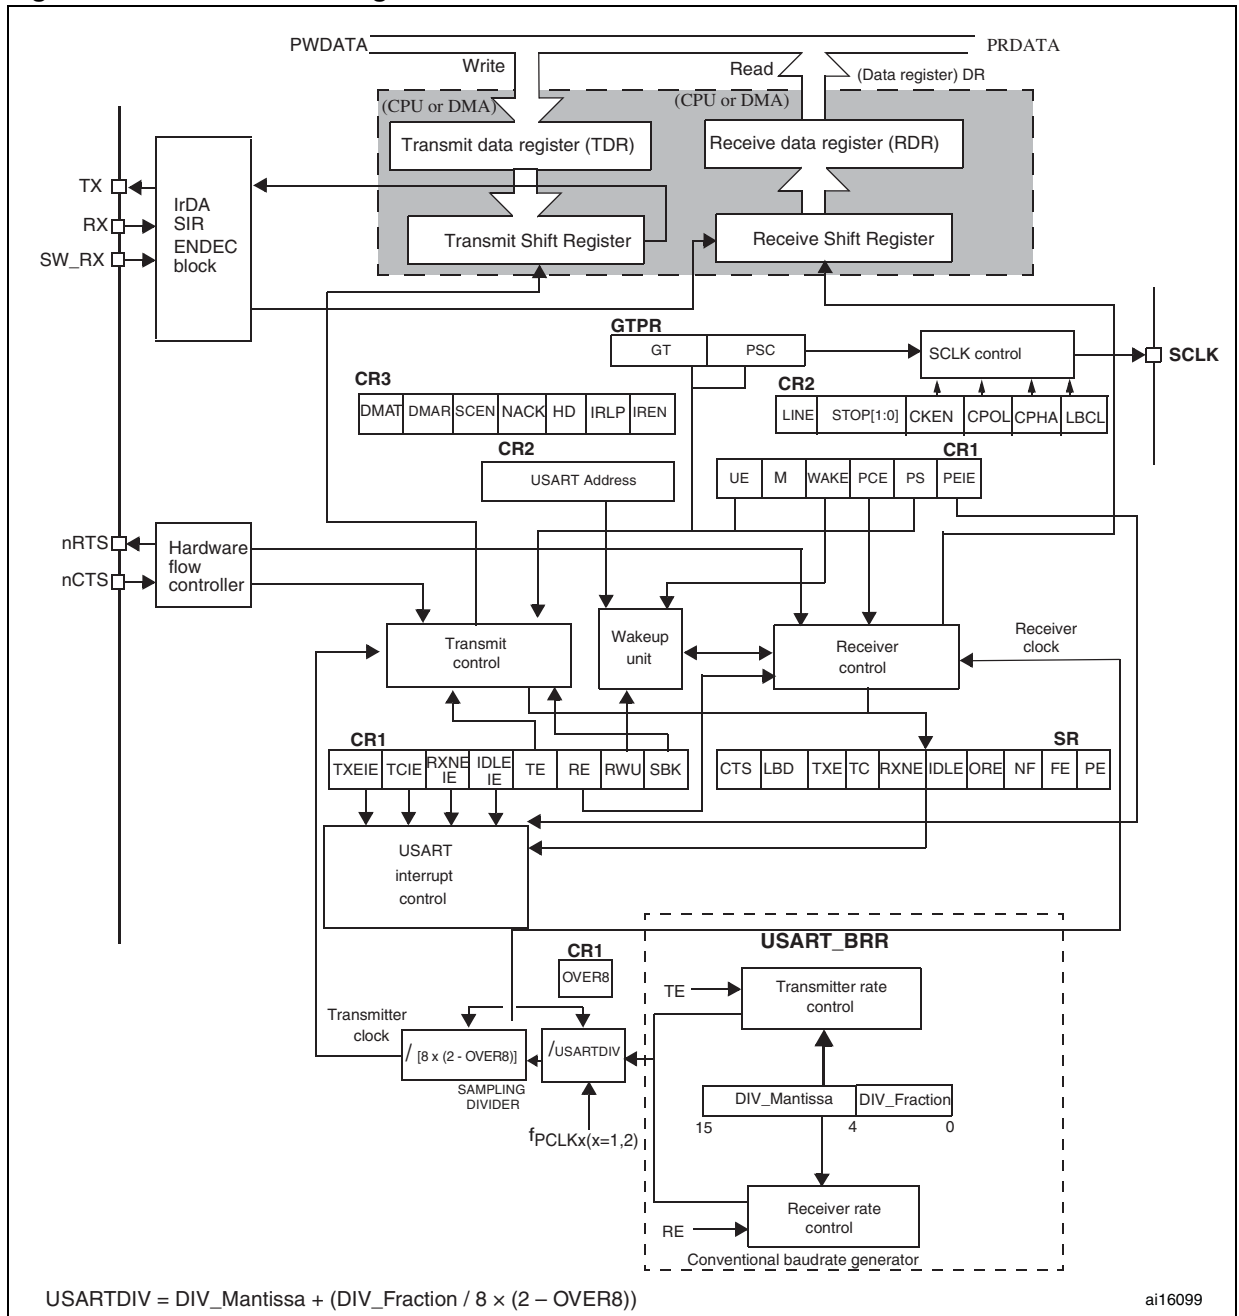 PWDATA
PRDATA
Write
Read
(Data register) DR
(CPU or DMA)
(CPU or DMA)
Transmit data register (TDR)
Receive data register (RDR)
TX
RX
SW_RX
IrDA
SIR
ENDEC
block
Transmit Shift Register
Receive Shift Register
GTPR
GT
PSC
SCLK control
SCLK
CR3
DMAT
DMAR
SCEN
NACK
HD
IRLP
IREN
CR2
LINE
STOP[1:0]
CKEN
CPOL
CPHA
LBCL
CR2
USART Address
CR1
UE
M
WAKE
PCE
PS
PEIE
nRTS
nCTS
Hardware
flow
controller
Transmit
control
Wakeup
unit
Receiver
control
Receiver
clock
CR1
TXEIE
TCIE
RXNE
IE
IDLE
IE
TE
RE
RWU
SBK
SR
CTS
LBD
TXE
TC
RXNE
IDLE
ORE
NF
FE
PE
USART
interrupt
control
USART_BRR
CR1
OVER8
TE
Transmitter rate
control
Transmitter
clock
/ [8 x (2 - OVER8)]
/USARTDIV
SAMPLING
DIVIDER
fPCLKx(x=1,2)
DIV_Mantissa
DIV_Fraction
15
4
0
RE
Receiver rate
control
Conventional baudrate generator
USARTDIV = DIV_Mantissa + (DIV_Fraction / 8 × (2 – OVER8))
ai16099